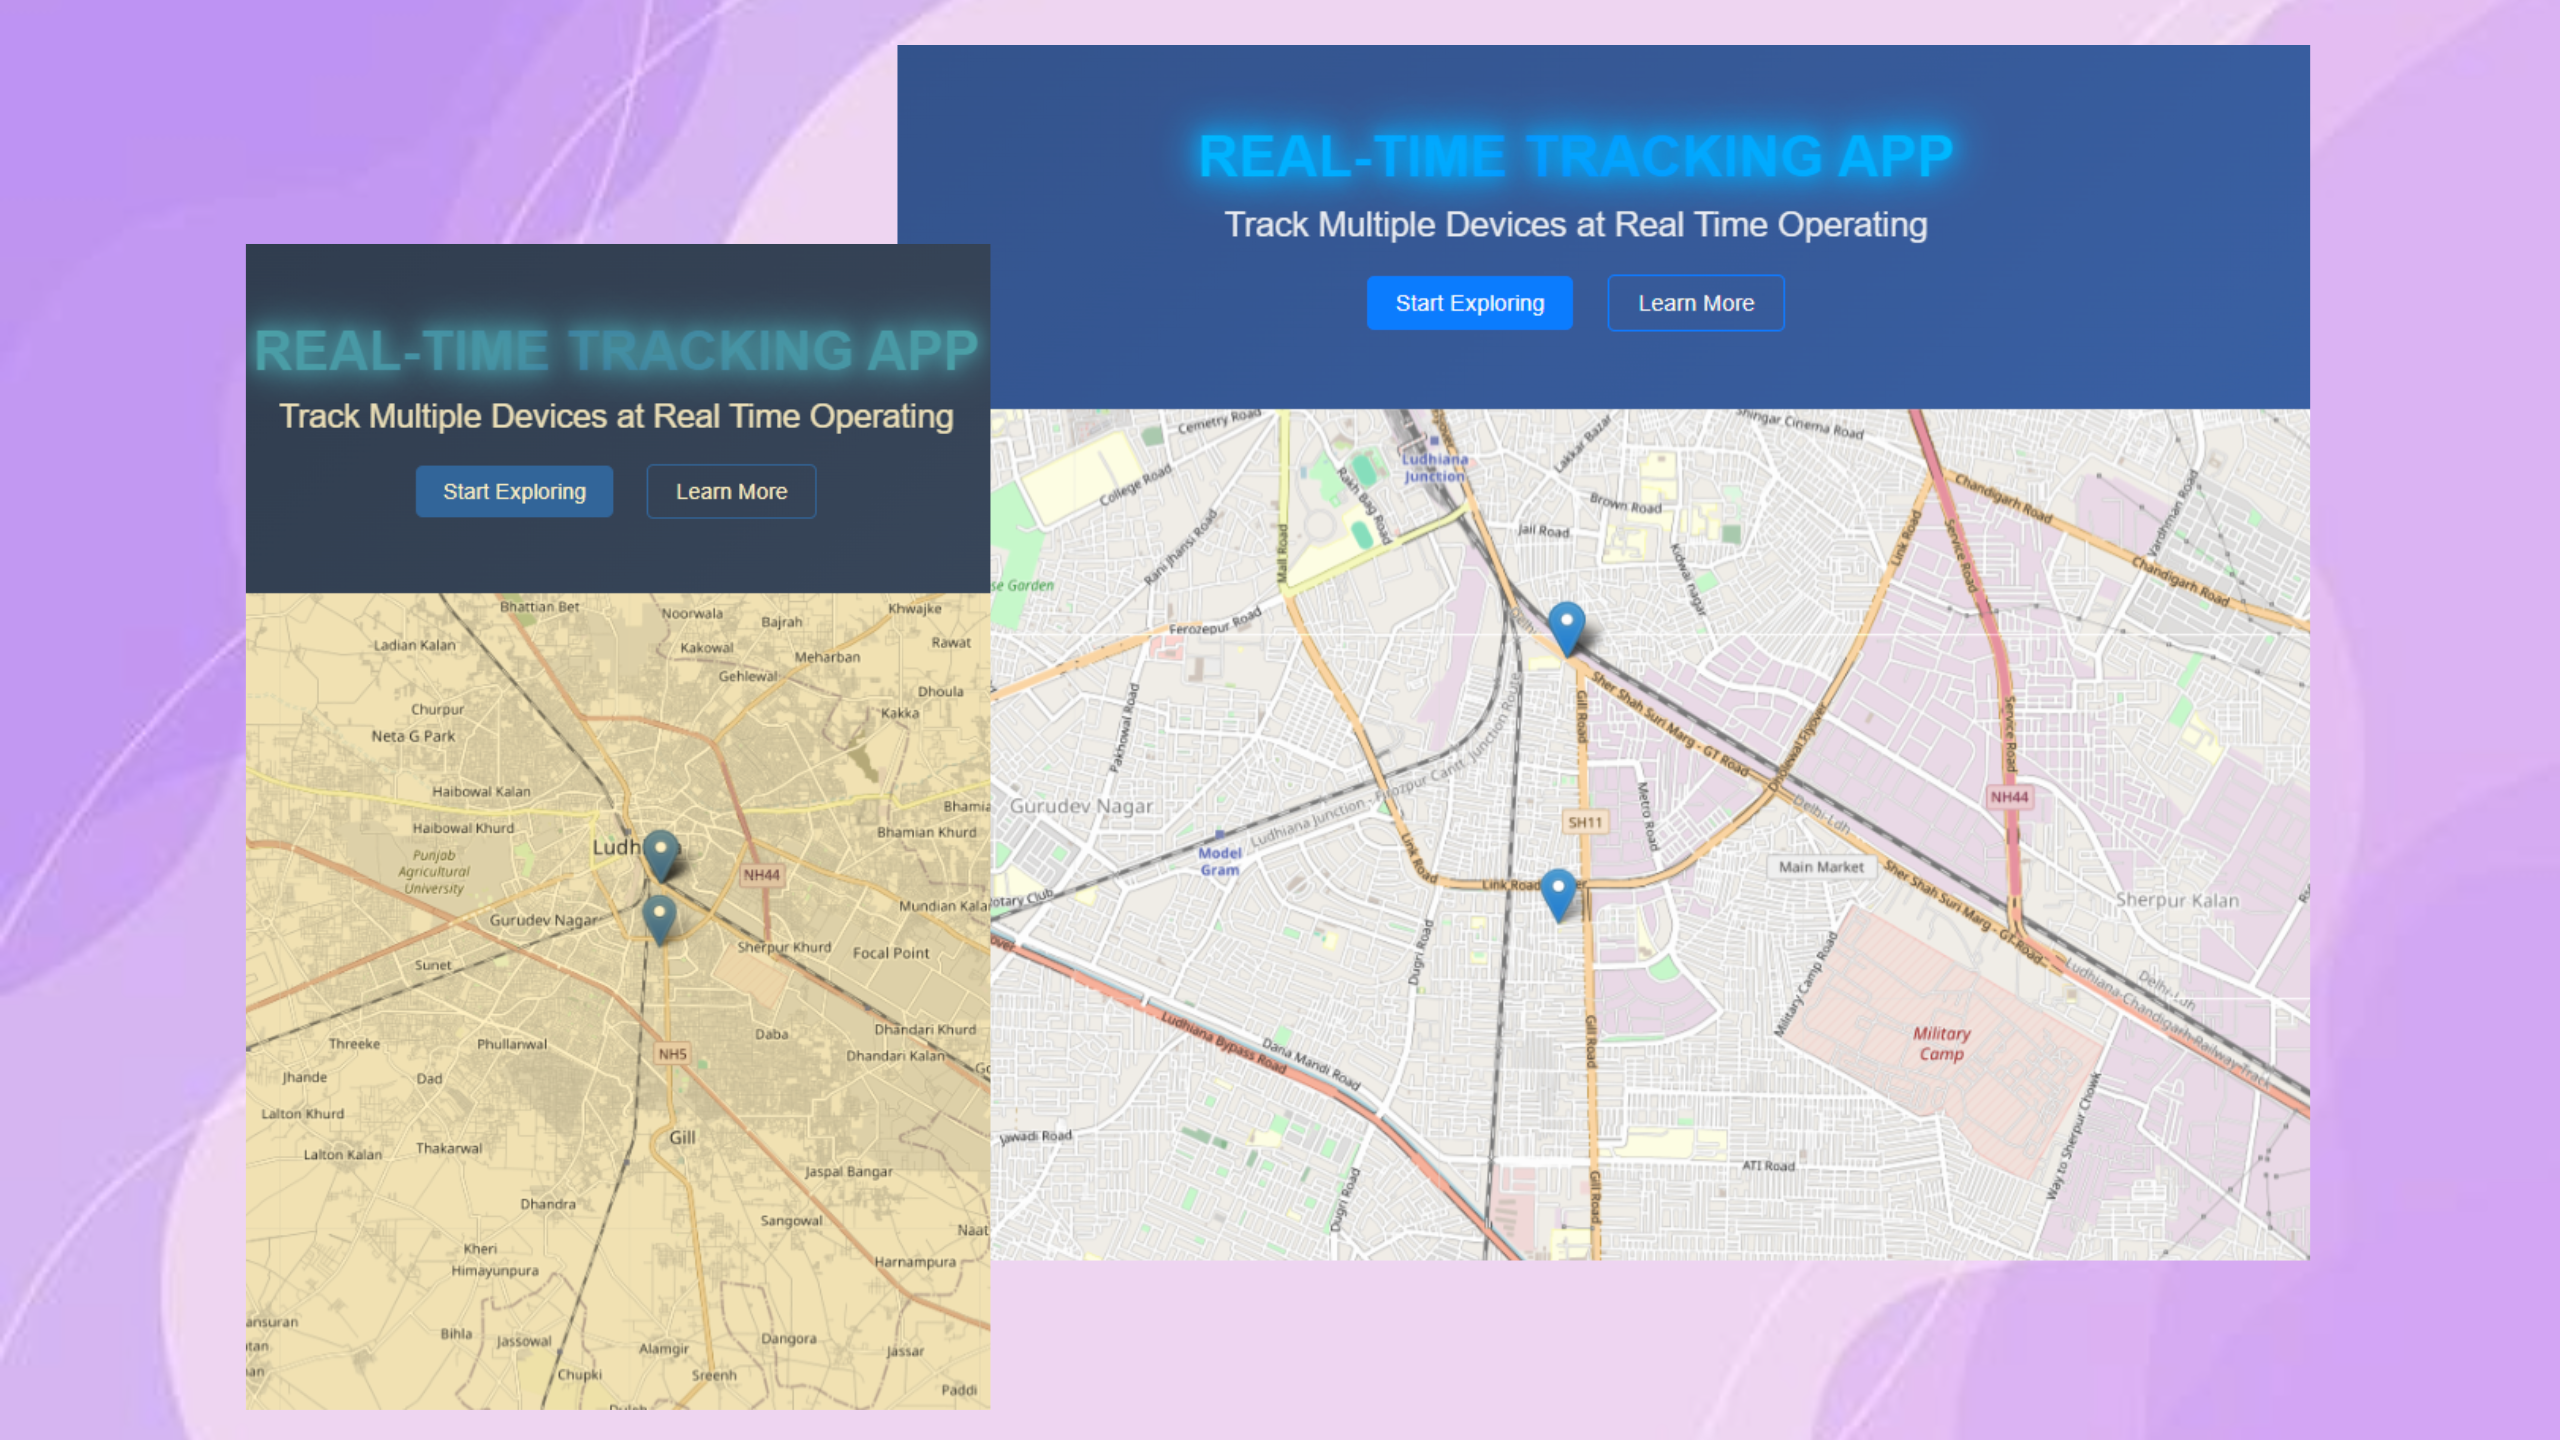 REAL-TIME TRACKING APP
Track Multiple Devices at Real Time Operating
Start Exploring
Learn More
Cemetry Road
Shingar Cinema Road
College Road
Lakkar Bazar
Ludhiana
Junction
Rakh Bag Road
Brown Road
Jail Road
Kidwai nagar
Rani Jhansi Road
Mall Road
Link Road
Service Road
Chandigarh Road
Vardhman Road
Chandigarh Road
se Garden
Ferozepur Road
Delhi
Pakhowal Road
Gill Road
Sher Shah Suri Marg - GT Road
Service Road
Dholewal Flyover
Ludhiana Junction - Firozpur Cantt. Junction Route
Metro Road
NH44
Gurudev Nagar
SH11
Delhi-Ldh
Model
Gram
Link Road
Main Market
Link Road
Sher Shah Suri Marg - GT Road
Sherpur Kalan
otary Club
over
Dugri Road
Military Camp Road
Ludhiana-Chandigarh Railway Track
Delhi-Ldh
Military
Camp
Ludhiana Bypass Road
Dana Mandi Road
Gill Road
Way to Sherpur Chowk
Jawadi Road
ATI Road
Dugri Road
Gill Road
REAL-TIME TRACKING APP
Track Multiple Devices at Real Time Operating
Start Exploring
Learn More
Bhattian Bet
Noorwala
Khwajke
Bajrah
Ladian Kalan
Kakowal
Rawat
Meharban
Gehlewal
Dhoula
Churpur
Kakka
Neta G Park
Haibowal Kalan
Bhamia
Haibowal Khurd
Bhamian Khurd
Ludh a
Punjab
Agricultural
University
NH44
Mundian Kala
Gurudev Nagar
Sherpur Khurd
Focal Point
Sunet
Daba
Dhandari Khurd
Threeke
Phullanwal
NH5
Dhandari Kalan
Go
Jhande
Dad
Lalton Khurd
Gill
Thakarwal
Lalton Kalan
Jaspal Bangar
Dhandra
Sangowal
Naat
Kheri
Harnampura
Himayunpura
ansuran
Bihla
Jassowal
Dangora
tan
Alamgir
Jassar
an
Chupki
Sreenh
Paddi